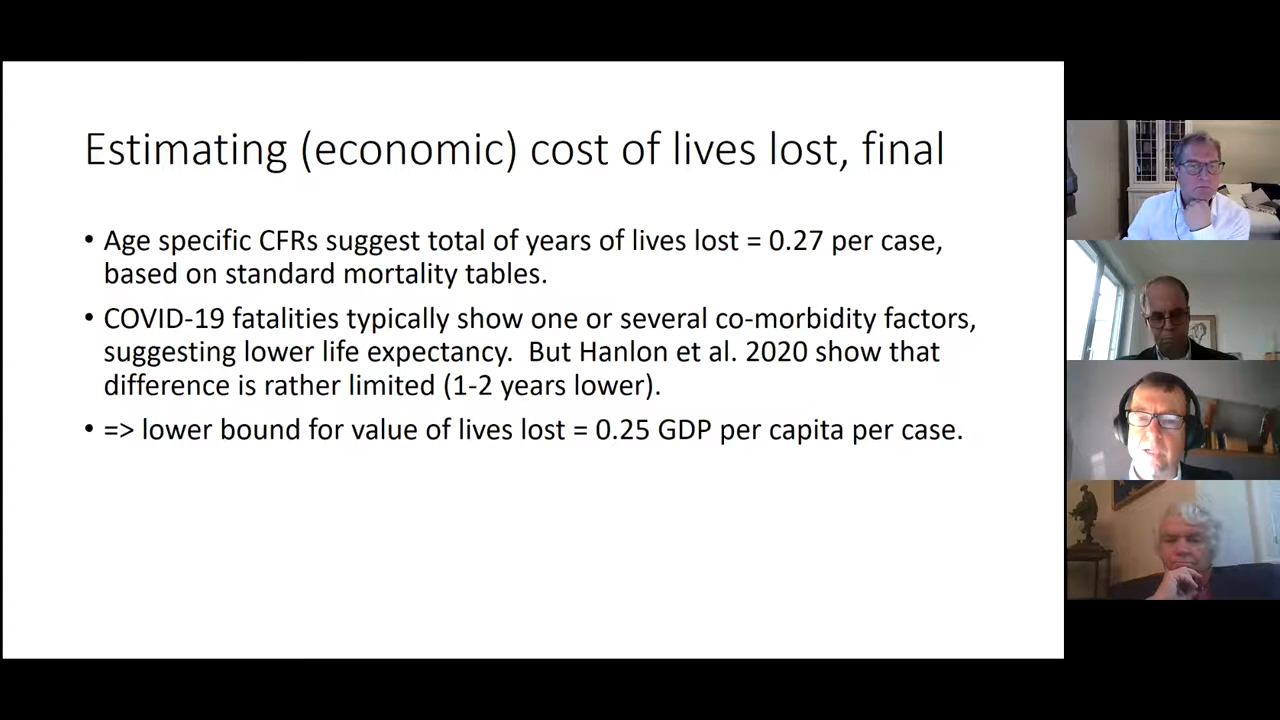 Estimating (economic) cost of lives lost, final
• Age specific CFRs suggest total of years of lives lost = 0.27 per case,
based on standard mortality tables.
• COVID-19 fatalities typically show one or several co-morbidity factors,
suggesting lower life expectancy.  But Hanlon et al. 2020 show that
difference is rather limited (1-2 years lower).
• => lower bound for value of lives lost = 0.25 GDP per capita per case.